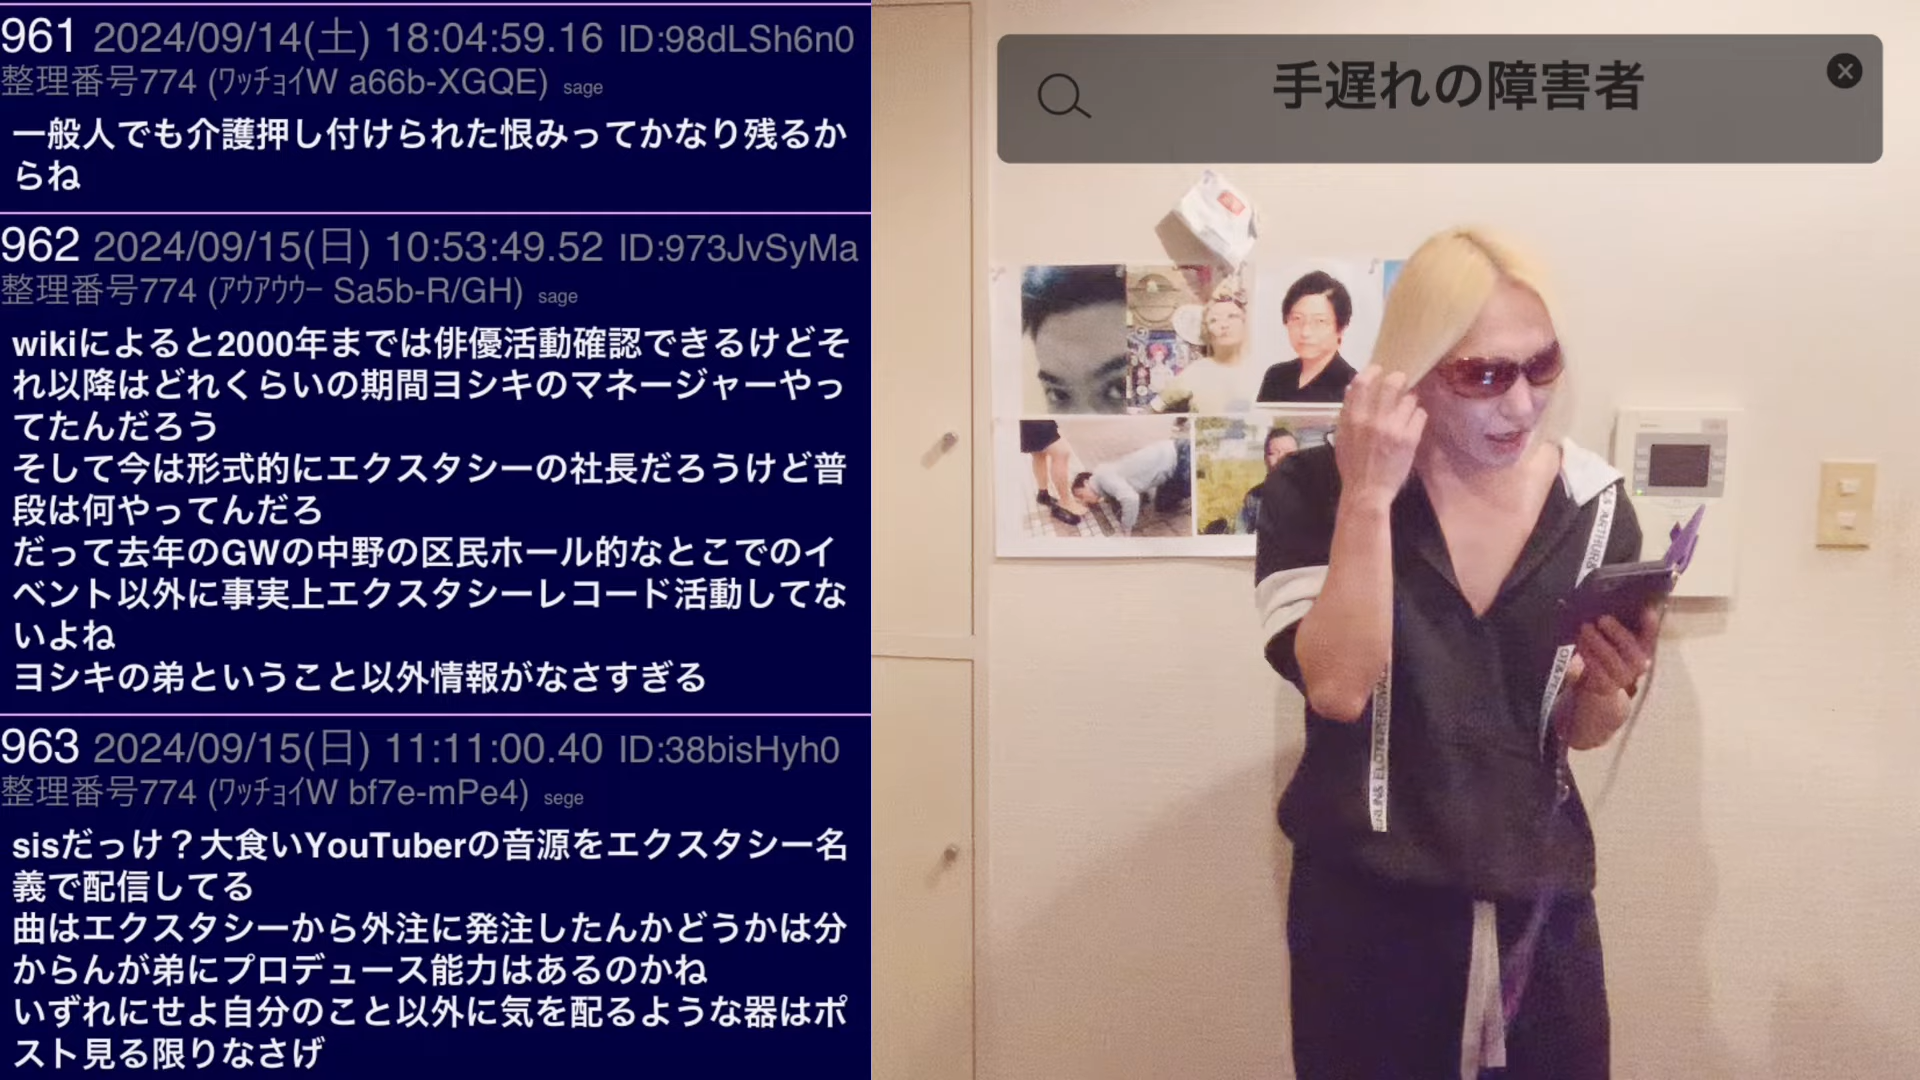 961 2024/09/14(土) 18:04:59.16 ID:98dLSh6n0
整理番号774 (ﾜｯﾁｮｲW a66b-XGQE) sage
一般人でも介護押し付けられた恨みってかなり残るか
らね
962 2024/09/15(日) 10:53:49.52 ID:973JvSyMa
整理番号774 (ｱｳｱｳｳｰ Sa5b-R/GH) sage
wikiによると2000年までは俳優活動確認できるけどそ
れ以降はどれくらいの期間ヨシキのマネージャーやっ
てたんだろう
そして今は形式的にエクスタシーの社長だろうけど普
段は何やってんだろ
だって去年のGWの中野の区民ホール的なとこでのイ
ベント以外に事実上エクスタシーレコード活動してな
いよね
ヨシキの弟ということ以外情報がなさすぎる
963 2024/09/15(日) 11:11:00.40 ID:38bisHyh0
整理番号774 (ﾜｯﾁｮｲW bf7e-mPe4) sege
sisだっけ？大食いYouTuberの音源をエクスタシー名
義で配信してる
曲はエクスタシーから外注に発注したんかどうかは分
からんが弟にプロデュース能力はあるのかね
いずれにせよ自分のこと以外に気を配るような器はポ
スト見る限りなさげ
手遅れの障害者